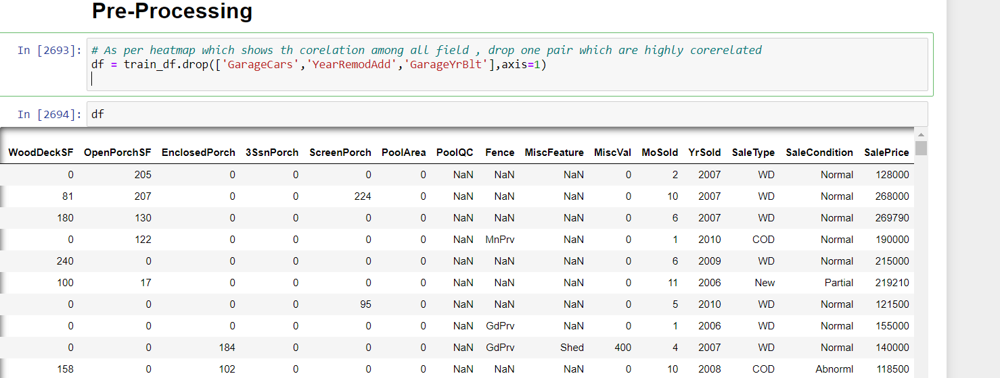 Pre-Processing
In [2693]: # As per heatmap which shows th corelation among all field , drop one pair which are highly corerelated
df = train_df.drop(['GarageCars','YearRemodAdd','GarageYrBlt'],axis=1)
In [2694]: df
WoodDeckSF OpenPorchSF EnclosedPorch 3SsnPorch ScreenPorch PoolArea PoolQC Fence MiscFeature MiscVal MoSold YrSold SaleType SaleCondition SalePrice
0 205 0 0 0 0 NaN NaN NaN 0 2 2007 WD Normal 128000
81 207 0 0 224 0 NaN NaN NaN 0 10 2007 WD Normal 268000
180 130 0 0 0 0 NaN NaN NaN 0 6 2007 WD Normal 269790
0 122 0 0 0 0 NaN MnPrv NaN 0 1 2010 COD Normal 190000
240 0 0 0 0 0 NaN NaN NaN 0 6 2009 WD Normal 215000
100 17 0 0 0 0 NaN NaN NaN 0 11 2006 New Partial 219210
0 0 0 0 95 0 NaN NaN NaN 0 5 2010 WD Normal 121500
0 0 0 0 0 0 NaN GdPrv NaN 0 1 2006 WD Normal 155000
0 0 184 0 0 0 NaN GdPrv Shed 400 4 2007 WD Normal 140000
158 0 102 0 0 0 NaN NaN NaN 0 10 2008 COD Abnorml 118500